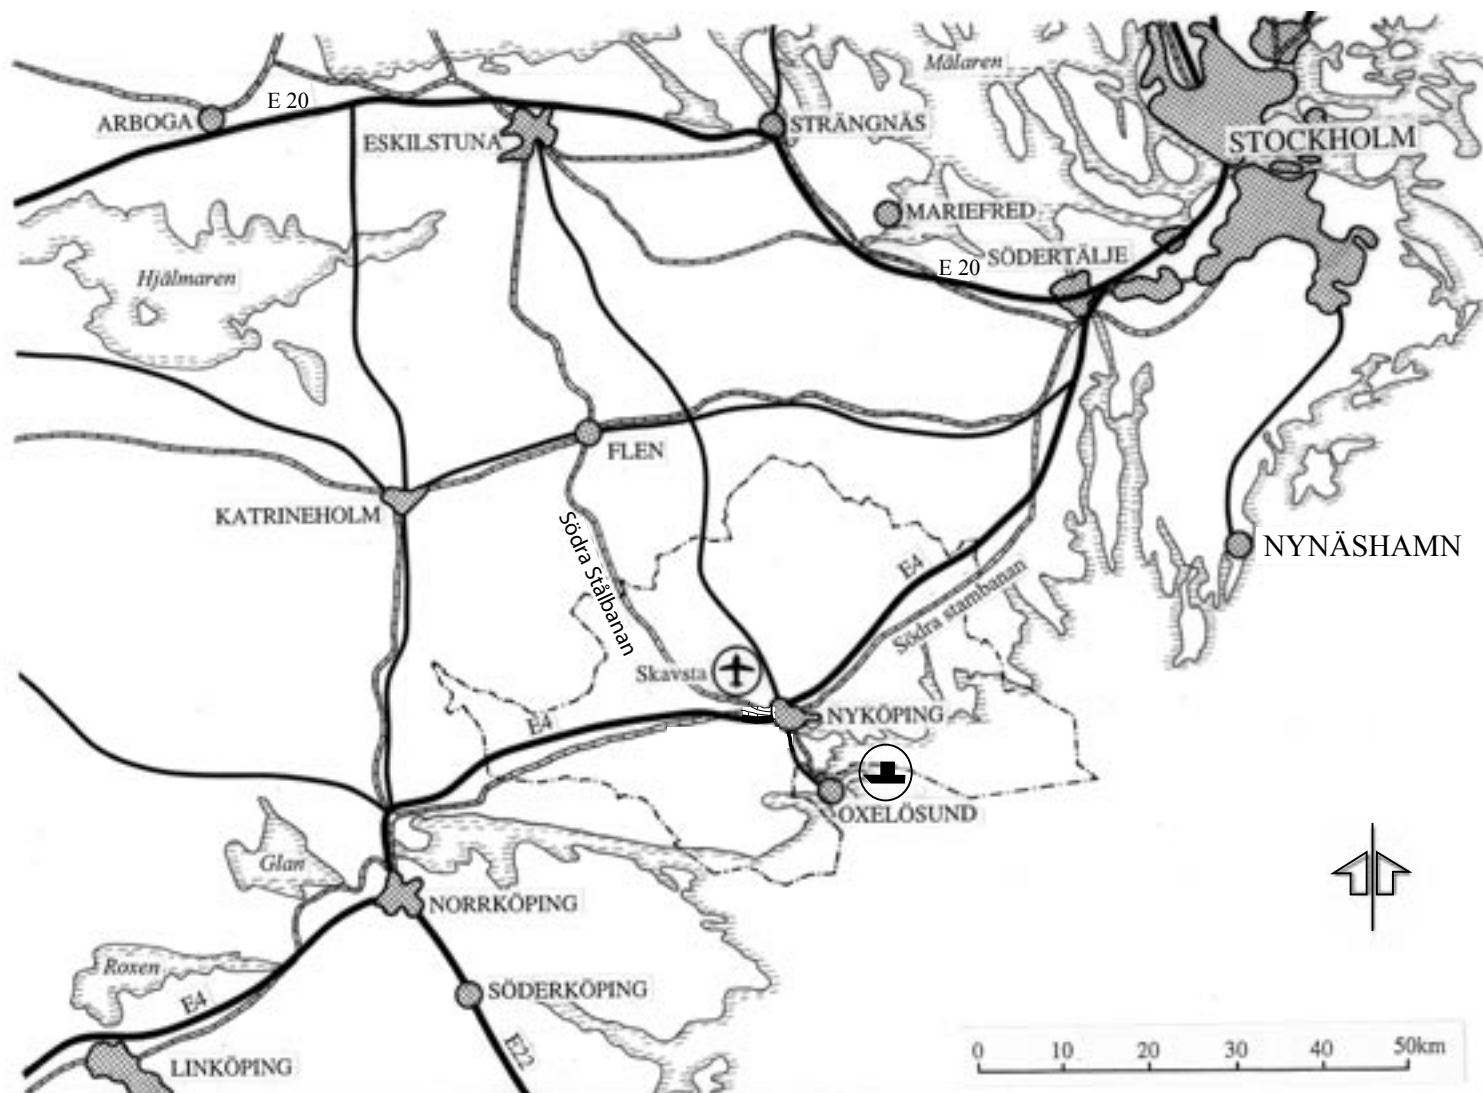 Mälaren
E 20
ARBOGA
STRÄNGNÄS
ESKILSTUNA
STOCKHOLM
MARIEFRED
SÖDERTÄLJE
E 20
Hjälmaren
FLEN
KATRINEHOLM
Södra Stålbanan
NYNÄSHAMN
E4
Södra stambanan
Skavsta
E4
NYKÖPING
OXELÖSUND
Glan
NORRKÖPING
Roxen
E4
SÖDERKÖPING
E22
LINKÖPING
0 10 20 30 40 50km